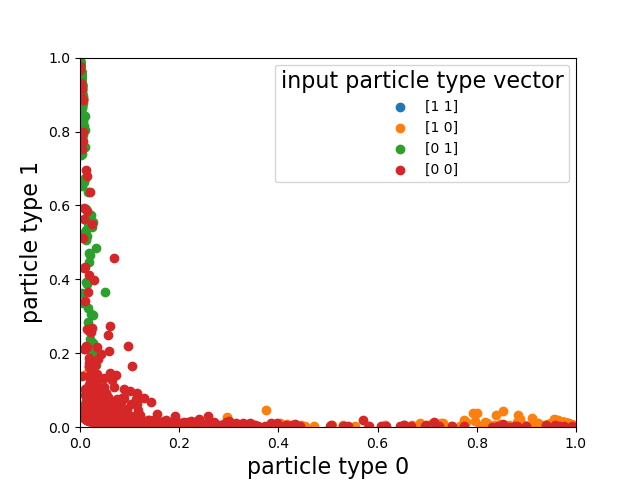 input particle type vector
[1 1]
[1 0]
[0 1]
[0 0]
particle type 1
1.0
0.8
0.6
0.4
0.2
0.0
0.0 0.2 0.4 0.6 0.8 1.0
particle type 0